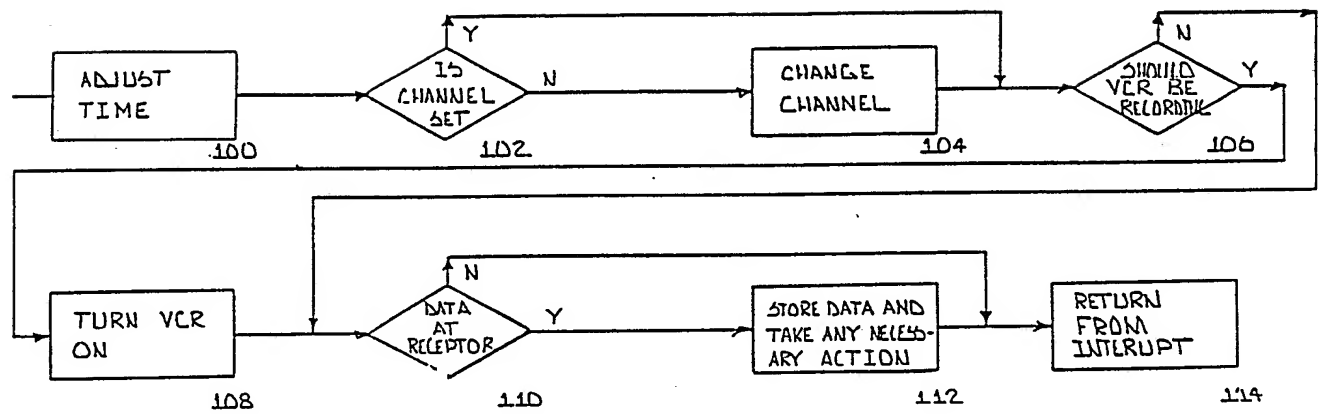 ADJUST
TIME
100
Y
IS
CHANNEL
SET
N
102
CHANGE
CHANNEL
104
N
SHOULD
VCR BE
RECORDING
Y
106
TURN VCR
ON
108
N
DATA
AT
RECEPTOR
Y
110
STORE DATA AND
TAKE ANY NECESS-
ARY ACTION
112
RETURN
FROM
INTERUPT
114